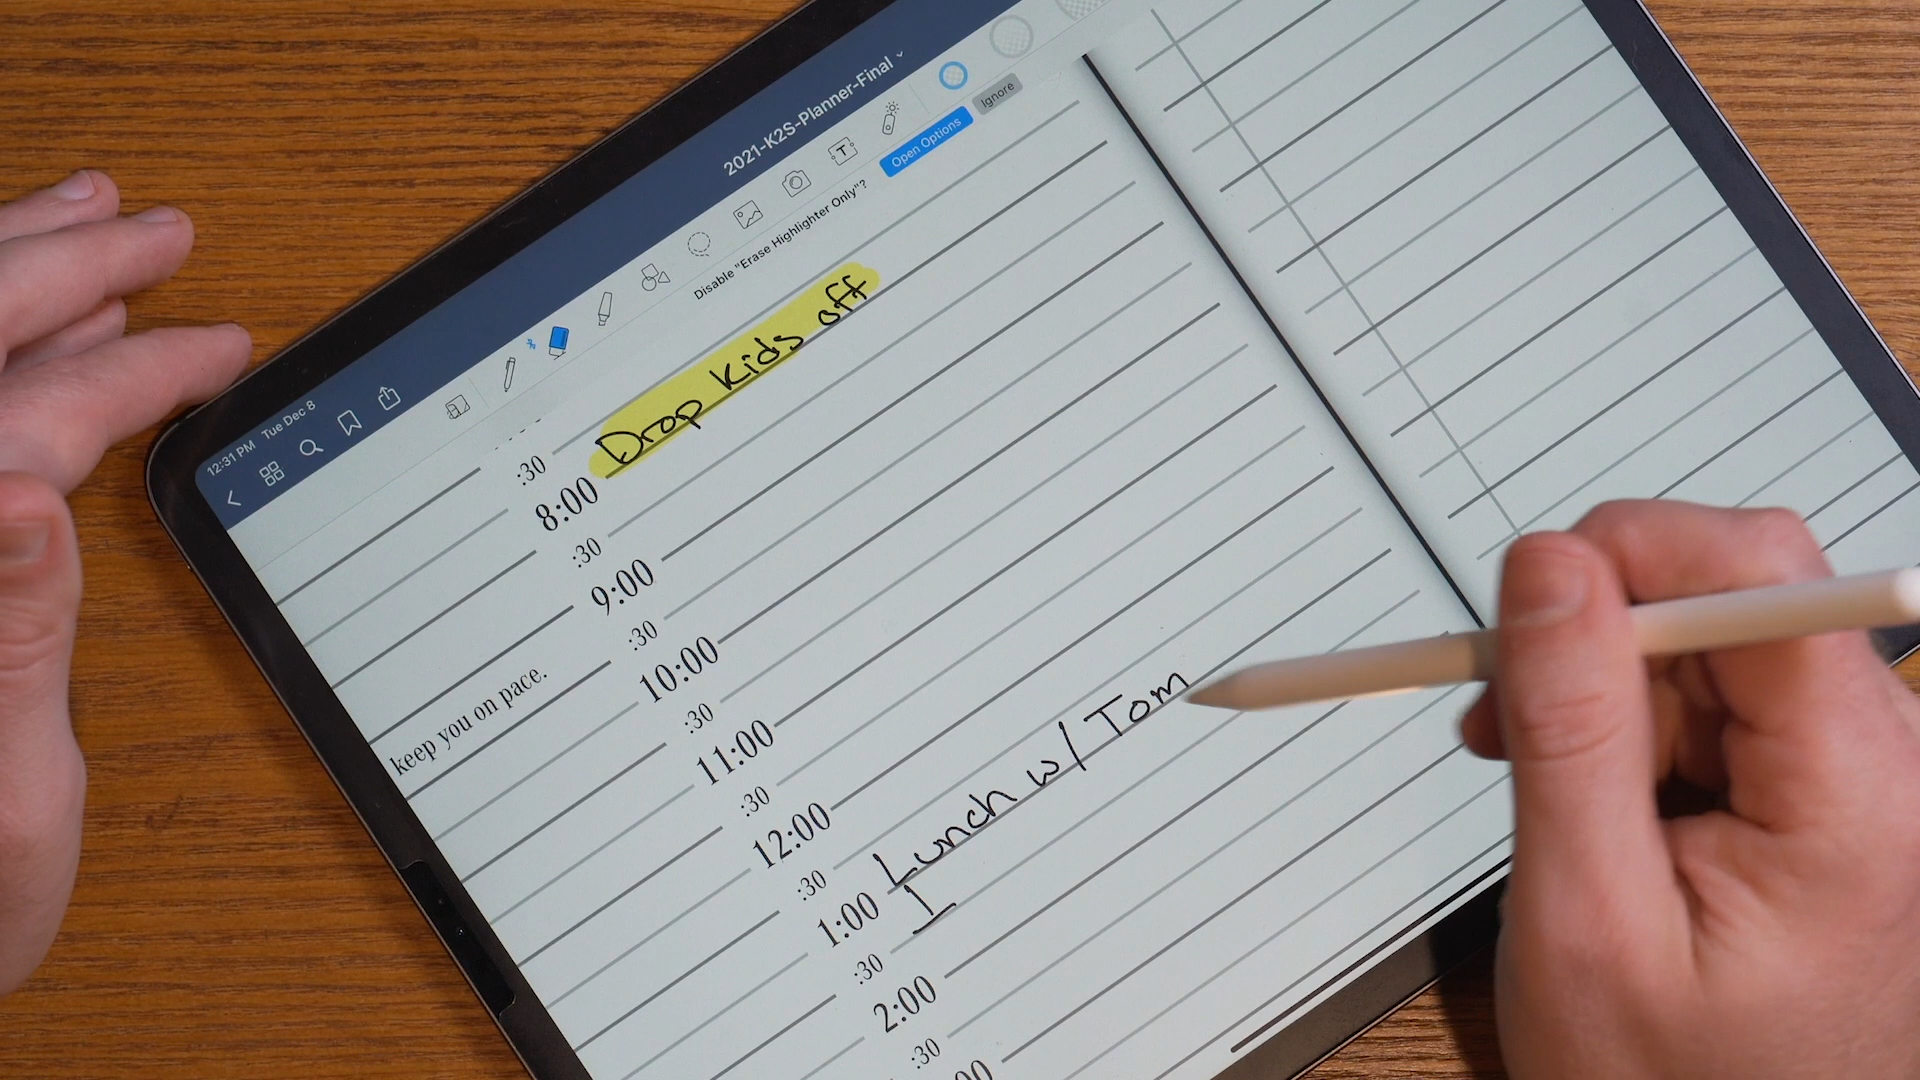 12:31 PM Tue Dec 8
2021-K2S-Planner-Final
Disable "Erase Highlighter Only"? Open Options Ignore
:30
8:00 Drop kids off
:30
9:00
:30
keep you on pace.
10:00
:30
11:00
:30
12:00
:30
1:00 Lunch w/ Tom
:30
2:00
:30